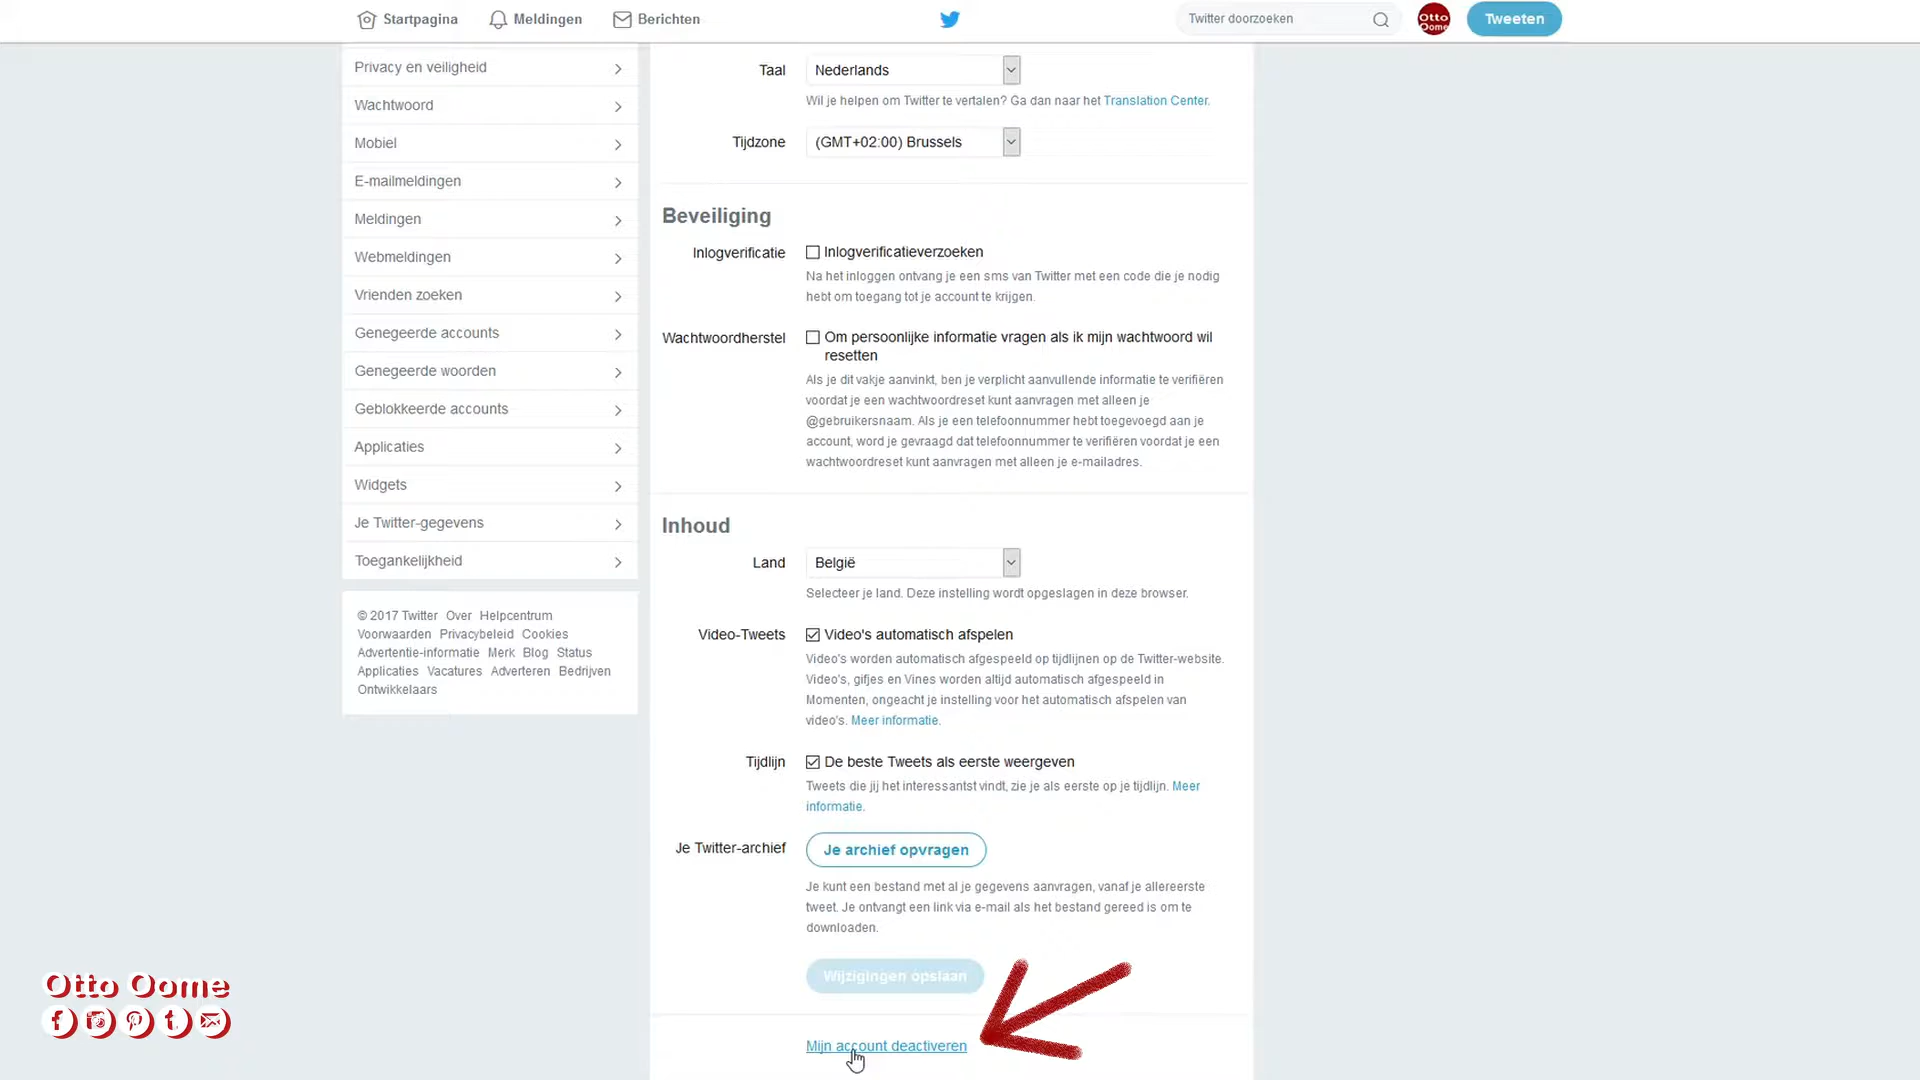 Startpagina Meldingen Berichten Twitter doorzoeken Otto Oome Tweeten
Privacy en veiligheid
Wachtwoord
Mobiel
E-mailmeldingen
Meldingen
Webmeldingen
Vrienden zoeken
Genegeerde accounts
Genegeerde woorden
Geblokkeerde accounts
Applicaties
Widgets
Je Twitter-gegevens
Toegankelijkheid
© 2017 Twitter Over Helpcentrum
Voorwaarden Privacybeleid Cookies
Advertentie-informatie Merk Blog Status
Applicaties Vacatures Adverteren Bedrijven
Ontwikkelaars
Taal Nederlands
Wil je helpen om Twitter te vertalen? Ga dan naar het Translation Center.
Tijdzone (GMT+02:00) Brussels
Beveiliging
Inlogverificatie Inlogverificatieverzoeken
Na het inloggen ontvang je een sms van Twitter met een code die je nodig
hebt om toegang tot je account te krijgen.
Wachtwoordherstel Om persoonlijke informatie vragen als ik mijn wachtwoord wil
resetten
Als je dit vakje aanvinkt, ben je verplicht aanvullende informatie te verifiëren
voordat je een wachtwoordreset kunt aanvragen met alleen je
@gebruikersnaam. Als je een telefoonnummer hebt toegevoegd aan je
account, word je gevraagd dat telefoonnummer te verifiëren voordat je een
wachtwoordreset kunt aanvragen met alleen je e-mailadres.
Inhoud
Land België
Selecteer je land. Deze instelling wordt opgeslagen in deze browser.
Video-Tweets Video's automatisch afspelen
Video's worden automatisch afgespeeld op tijdlijnen op de Twitter-website.
Video's, gifjes en Vines worden altijd automatisch afgespeeld in
Momenten, ongeacht je instelling voor het automatisch afspelen van
video's. Meer informatie.
Tijdlijn De beste Tweets als eerste weergeven
Tweets die jij het interessantst vindt, zie je als eerste op je tijdlijn. Meer
informatie.
Je Twitter-archief Je archief opvragen
Je kunt een bestand met al je gegevens aanvragen, vanaf je allereerste
tweet. Je ontvangt een link via e-mail als het bestand gereed is om te
downloaden.
Wijzigingen opslaan
Mijn account deactiveren
Otto Oome